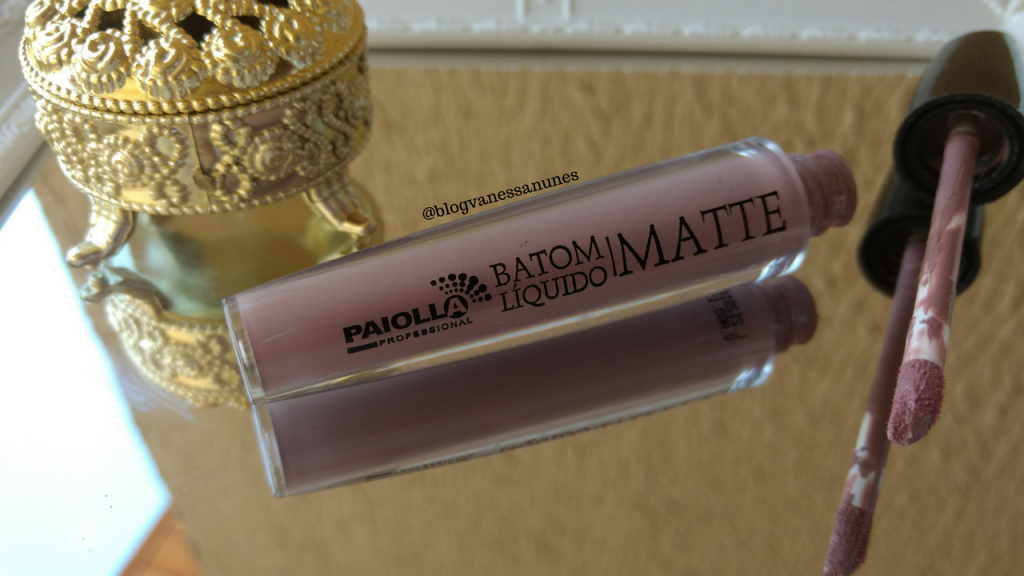 @blogvanessanunes
PAIOLLA
PROFESSIONAL
BATOM
LÍQUIDO
MATTE